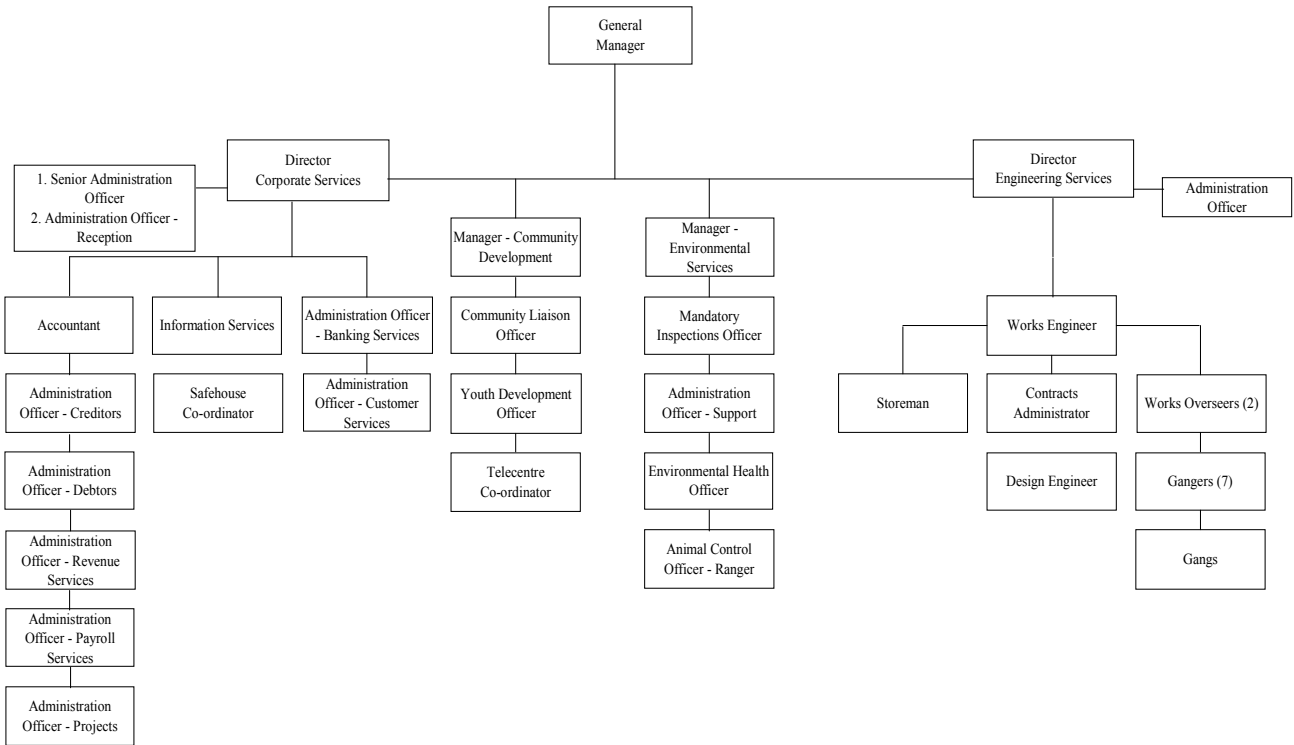 General
Manager
Director
Corporate Services
Director
Engineering Services
1. Senior Administration
Officer
2. Administration Officer -
Reception
Administration
Officer
Manager - Community
Development
Manager -
Environmental
Services
Accountant
Information Services
Administration Officer
- Banking Services
Community Liaison
Officer
Mandatory
Inspections Officer
Works Engineer
Administration
Officer - Creditors
Safehouse
Co-ordinator
Administration
Officer - Customer
Services
Youth Development
Officer
Administration
Officer - Support
Storeman
Contracts
Administrator
Works Overseers (2)
Administration
Officer - Debtors
Telecentre
Co-ordinator
Environmental Health
Officer
Design Engineer
Gangers (7)
Administration
Officer - Revenue
Services
Animal Control
Officer - Ranger
Gangs
Administration
Officer - Payroll
Services
Administration
Officer - Projects